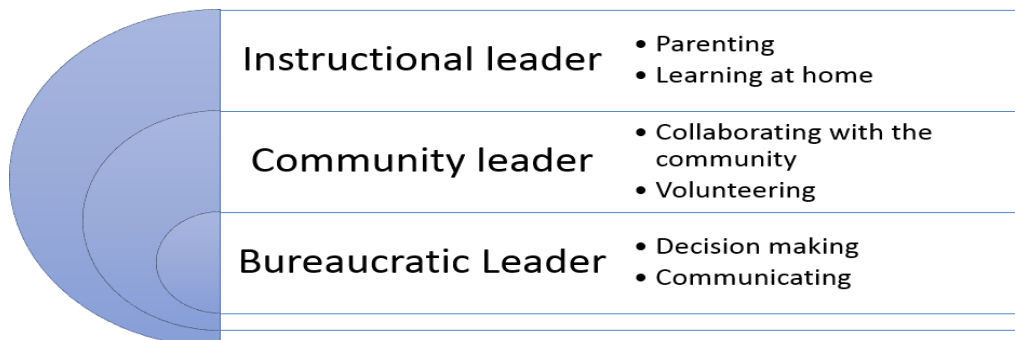 Instructional leader
• Parenting
• Learning at home
Community leader
• Collaborating with the
community
• Volunteering
Bureaucratic Leader
• Decision making
• Communicating